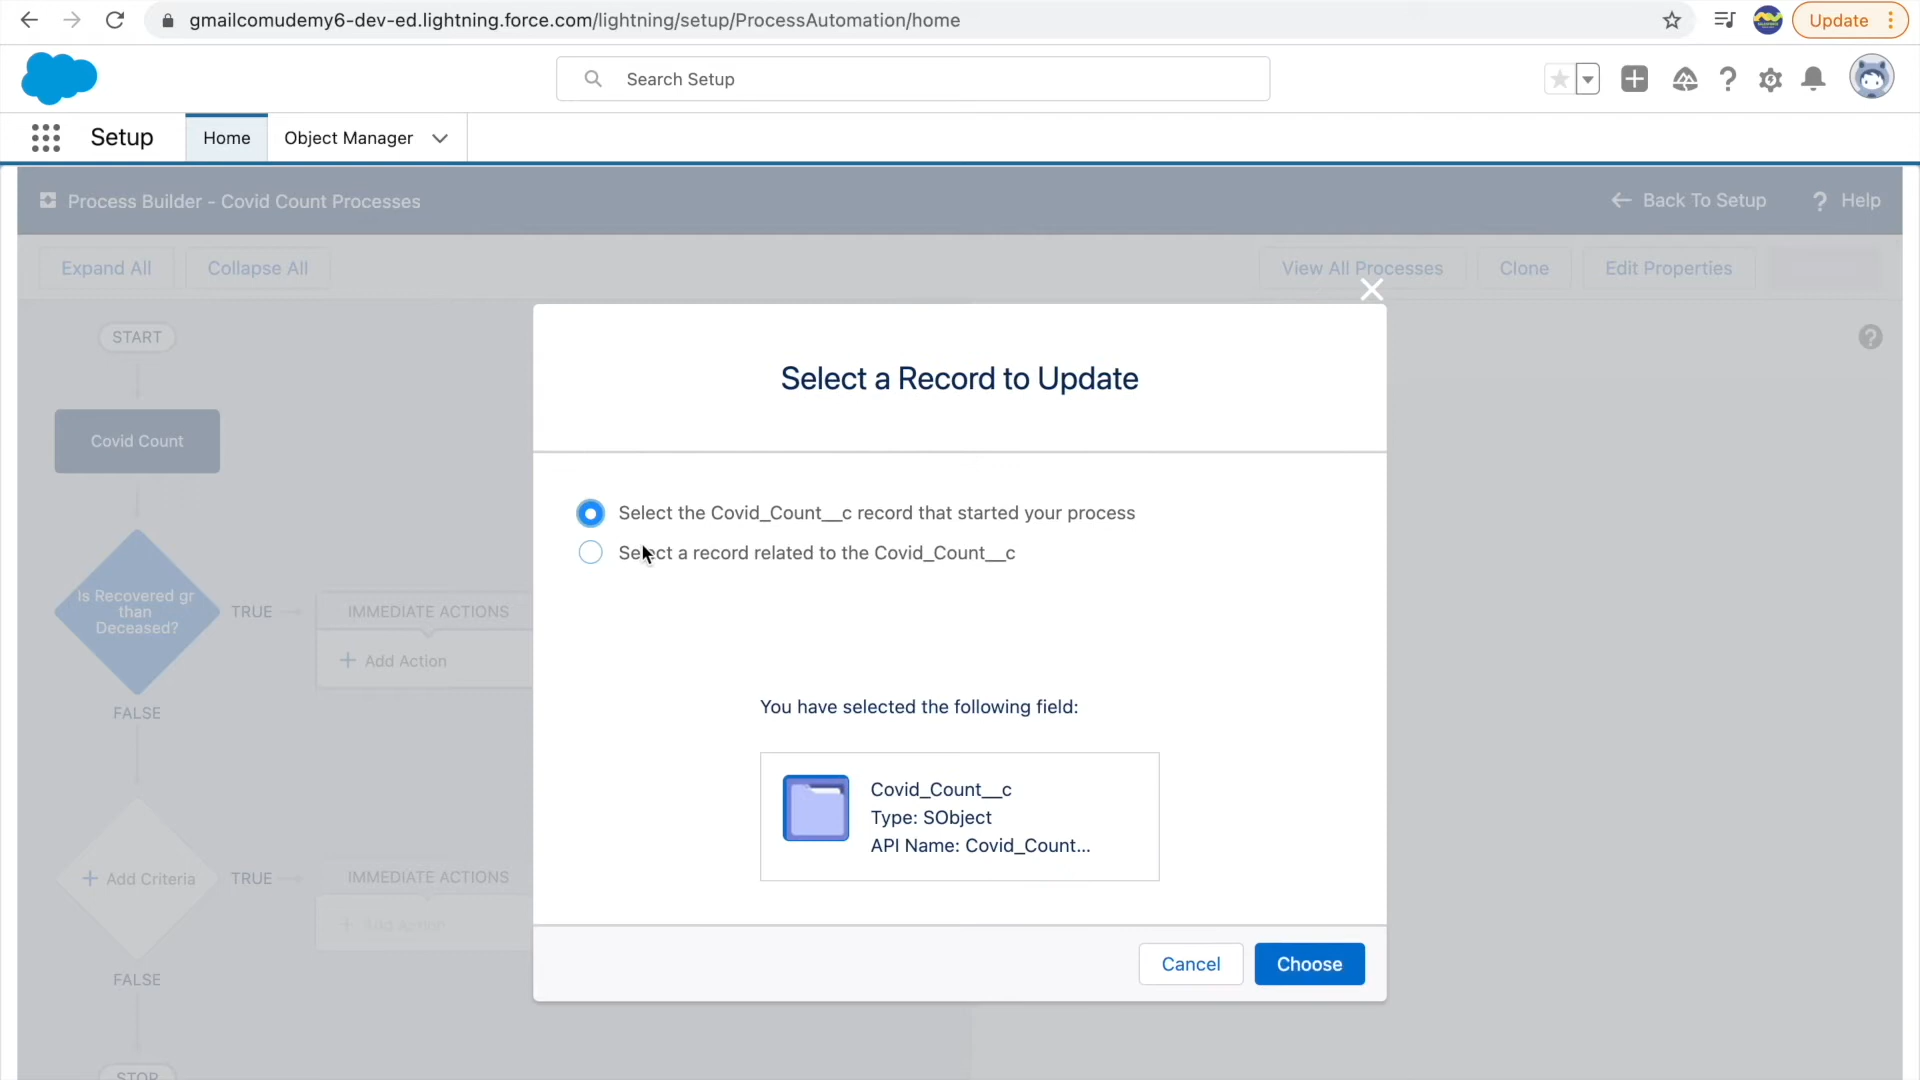 gmailcomudemy6-dev-ed.lightning.force.com/lightning/setup/ProcessAutomation/home
Update
Search Setup
Setup
Home
Object Manager
Process Builder - Covid Count Processes
Back To Setup
? Help
Expand All
Collapse All
View All Processes
Clone
Edit Properties
START
Select a Record to Update
Covid Count
Select the Covid_Count__c record that started your process
Select a record related to the Covid_Count__c
Is Recovered gr
than
Deceased?
TRUE
IMMEDIATE ACTIONS
+ Add Action
FALSE
You have selected the following field:
Covid_Count__c
Type: SObject
API Name: Covid_Count...
+ Add Criteria
TRUE
IMMEDIATE ACTIONS
+ Add Action
Cancel
Choose
FALSE
STOP